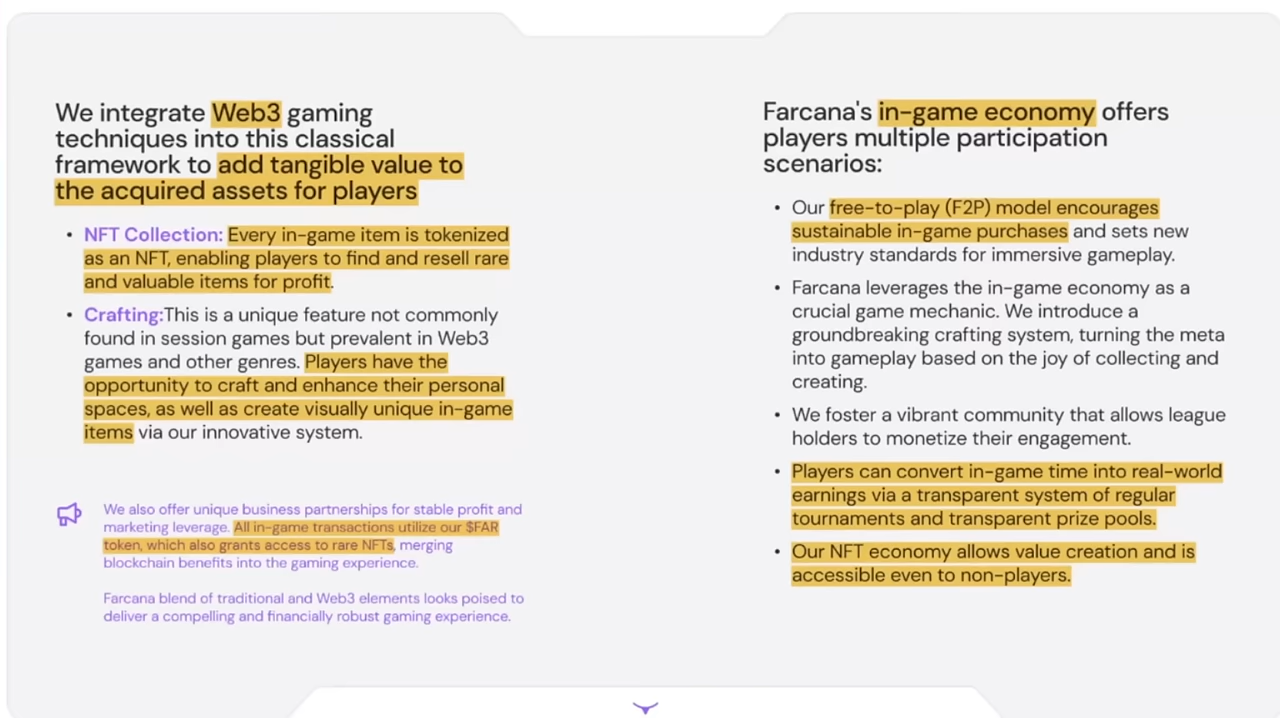 We integrate Web3 gaming
techniques into this classical
framework to add tangible value to
the acquired assets for players
• NFT Collection: Every in-game item is tokenized
as an NFT, enabling players to find and resell rare
and valuable items for profit.
• Crafting:This is a unique feature not commonly
found in session games but prevalent in Web3
games and other genres. Players have the
opportunity to craft and enhance their personal
spaces, as well as create visually unique in-game
items via our innovative system.
We also offer unique business partnerships for stable profit and
marketing leverage. All in-game transactions utilize our $FAR
token, which also grants access to rare NFTs, merging
blockchain benefits into the gaming experience.
Farcana blend of traditional and Web3 elements looks poised to
deliver a compelling and financially robust gaming experience.
Farcana's in-game economy offers
players multiple participation
scenarios:
• Our free-to-play (F2P) model encourages
sustainable in-game purchases and sets new
industry standards for immersive gameplay.
• Farcana leverages the in-game economy as a
crucial game mechanic. We introduce a
groundbreaking crafting system, turning the meta
into gameplay based on the joy of collecting and
creating.
• We foster a vibrant community that allows league
holders to monetize their engagement.
• Players can convert in-game time into real-world
earnings via a transparent system of regular
tournaments and transparent prize pools.
• Our NFT economy allows value creation and is
accessible even to non-players.